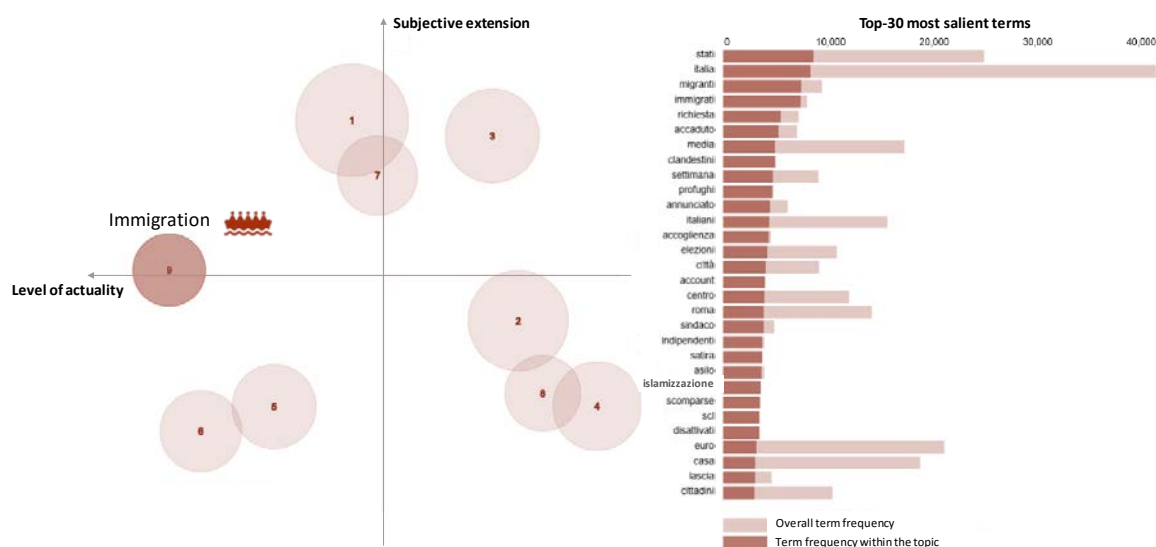 Subjective extension
Top-30 most salient terms
0 10,000 20,000 30,000 40,000
stati
italia
migranti
immigrati
richiesta
accaduto
media
clandestini
settimana
profughi
annunciato
italiani
accoglienza
elezioni
città
account
centro
roma
sindaco
indipendenti
satira
asilo
islamizzazione
scomparse
scl
disattivati
euro
casa
lascia
cittadini
1
3
7
Immigration
9
Level of actuality
2
8
4
5
6
Overall term frequency
Term frequency within the topic